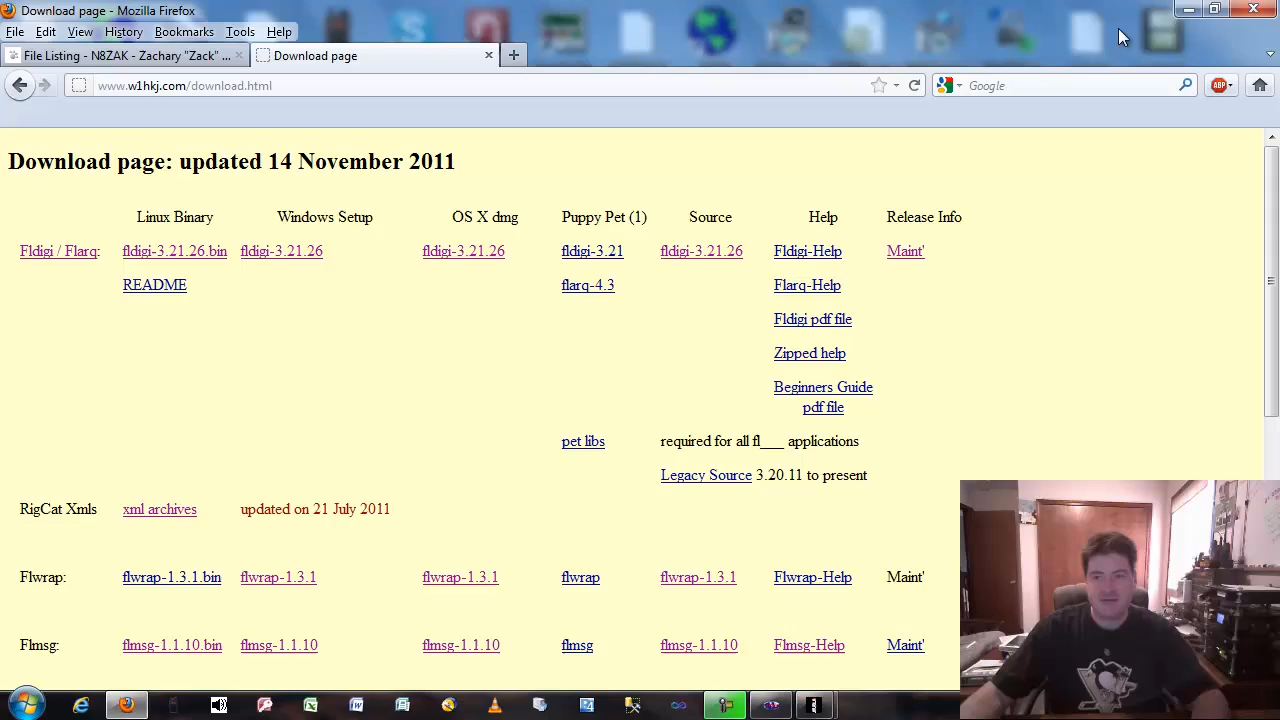 Download page - Mozilla Firefox
File Edit View History Bookmarks Tools Help
File Listing - N8ZAK - Zachary "Zack" ... Download page
www.w1hkj.com/download.html Google ABP
Download page: updated 14 November 2011
Linux Binary Windows Setup OS X dmg Puppy Pet (1) Source Help Release Info
Fldigi / Flarq: fldigi-3.21.26.bin fldigi-3.21.26 fldigi-3.21.26 fldigi-3.21 fldigi-3.21.26 Fldigi-Help Maint'
README flarq-4.3 Flarq-Help
Fldigi pdf file
Zipped help
Beginners Guide
pdf file
pet libs required for all fl___ applications
Legacy Source 3.20.11 to present
RigCat Xmls xml archives updated on 21 July 2011
Flwrap: flwrap-1.3.1.bin flwrap-1.3.1 flwrap-1.3.1 flwrap flwrap-1.3.1 Flwrap-Help Maint'
Flmsg: flmsg-1.1.10.bin flmsg-1.1.10 flmsg-1.1.10 flmsg flmsg-1.1.10 Flmsg-Help Maint'